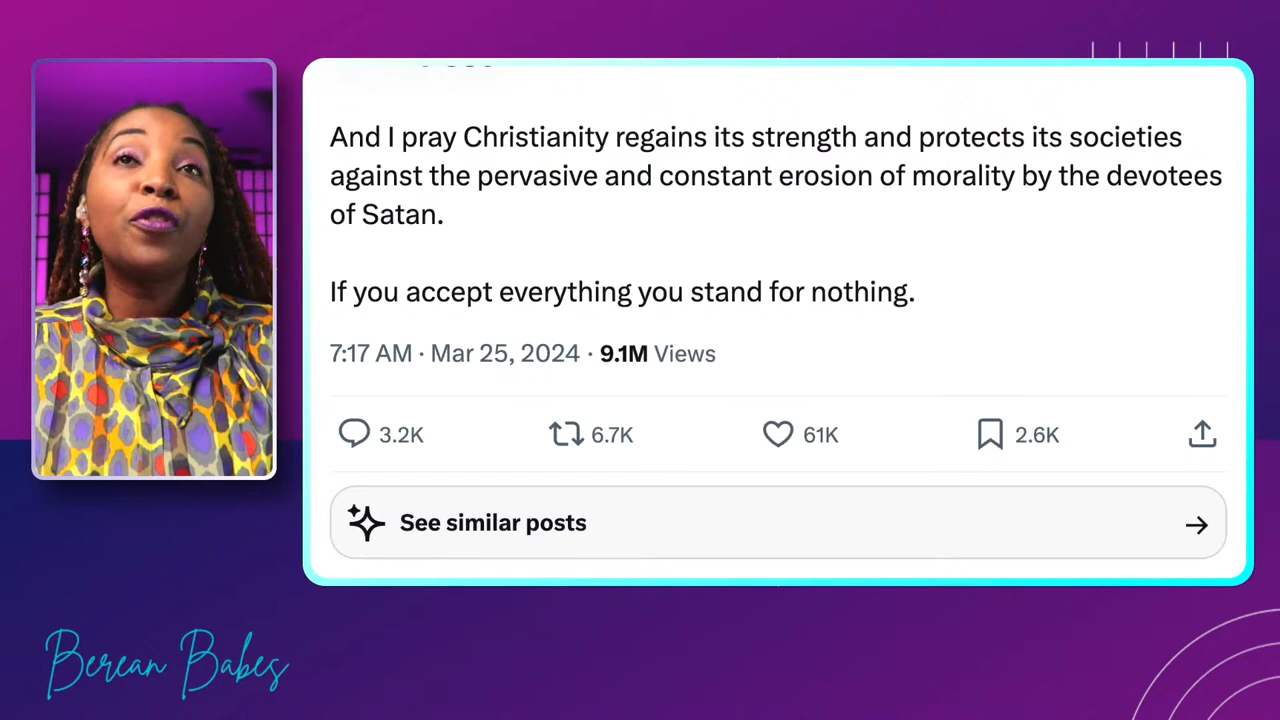 And I pray Christianity regains its strength and protects its societies
against the pervasive and constant erosion of morality by the devotees
of Satan.
If you accept everything you stand for nothing.
7:17 AM · Mar 25, 2024 · 9.1M Views
3.2K 6.7K 61K 2.6K
See similar posts
Berean Babes